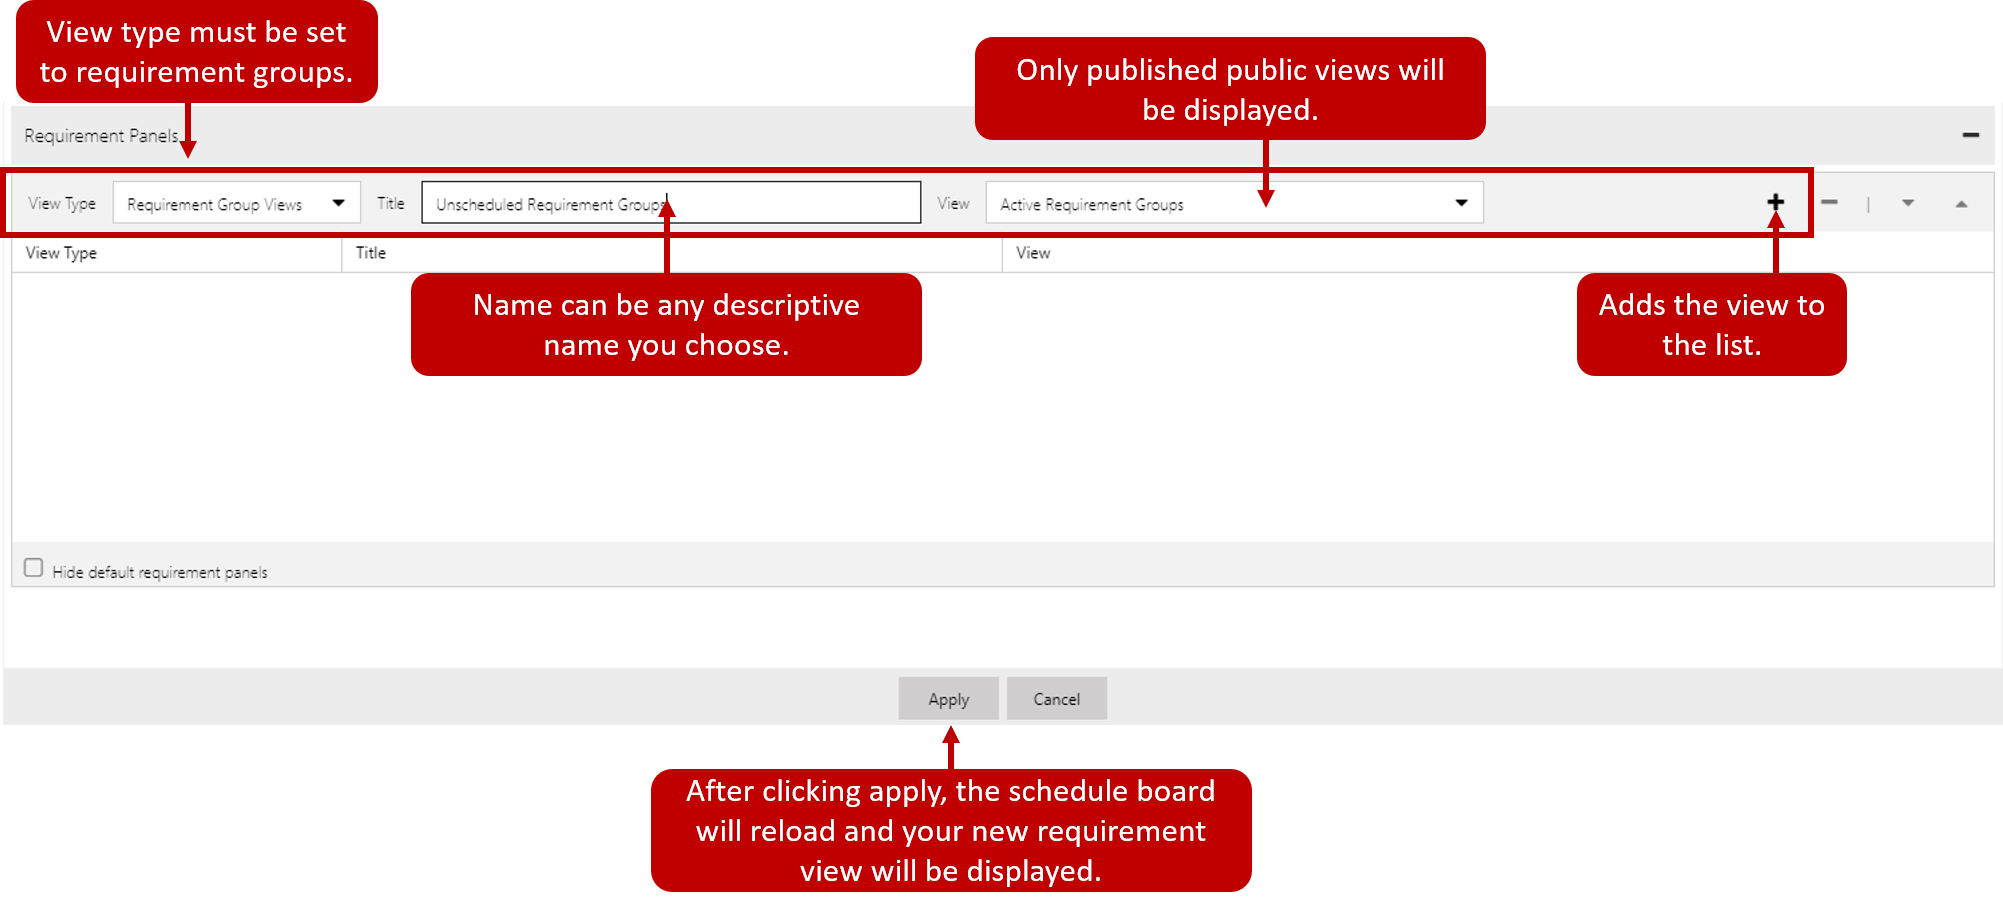 View type must be set
to requirement groups.
Only published public views will
be displayed.
Requirement Panels
View Type
Requirement Group Views
Title
Unscheduled Requirement Groups
View
Active Requirement Groups
View Type
Title
View
Name can be any descriptive
name you choose.
Adds the view to
the list.
Hide default requirement panels
Apply
Cancel
After clicking apply, the schedule board
will reload and your new requirement
view will be displayed.